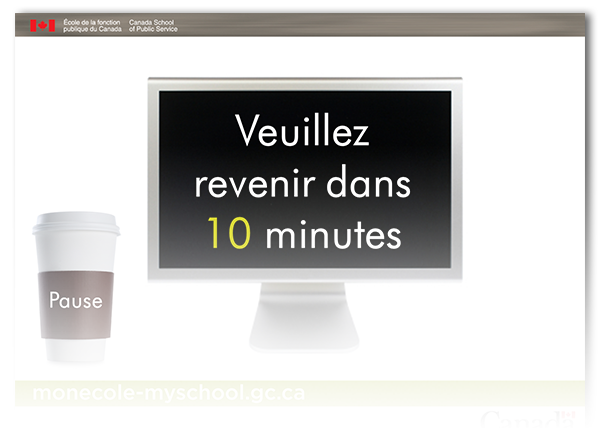 École de la fonction
publique du Canada
Canada School
of Public Service
Veuillez
revenir dans
10 minutes
Pause
monecole-myschool.gc.ca
Canada